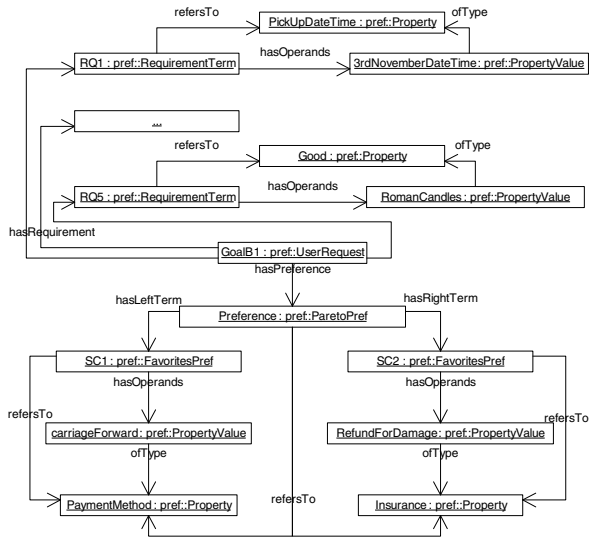 refersTo
PickUpDateTime : pref::Property
ofType
RQ1 : pref::RequirementTerm
hasOperands
3rdNovemberDateTime: pref::PropertyValue
...
refersTo
Good : pref::Property
ofType
RQ5 : pref::RequirementTerm
hasOperands
RomanCandles : pref::PropertyValue
hasRequirement
GoalB1 : pref::UserRequest
hasPreference
hasLeftTerm
hasRightTerm
Preference : pref::ParetoPref
SC1 : pref::FavoritesPref
SC2 : pref::FavoritesPref
hasOperands
hasOperands
refersTo
refersTo
carriageForward: pref::PropertyValue
RefundForDamage: pref::PropertyValue
ofType
ofType
PaymentMethod : pref::Property
refersTo
Insurance : pref::Property